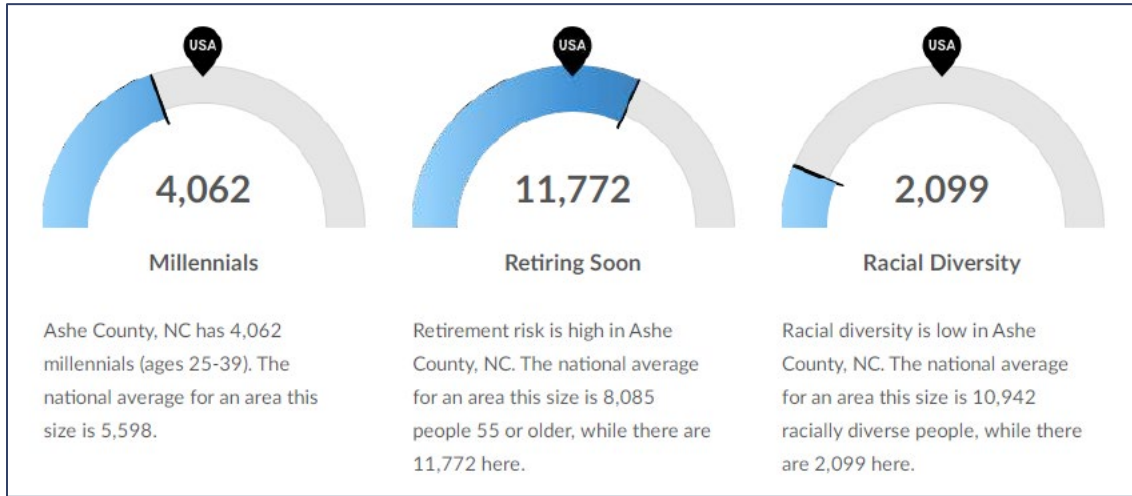 USA
4,062
Millennials
Ashe County, NC has 4,062
millennials (ages 25-39). The
national average for an area this
size is 5,598.
USA
11,772
Retiring Soon
Retirement risk is high in Ashe
County, NC. The national average
for an area this size is 8,085
people 55 or older, while there are
11,772 here.
USA
2,099
Racial Diversity
Racial diversity is low in Ashe
County, NC. The national average
for an area this size is 10,942
racially diverse people, while there
are 2,099 here.